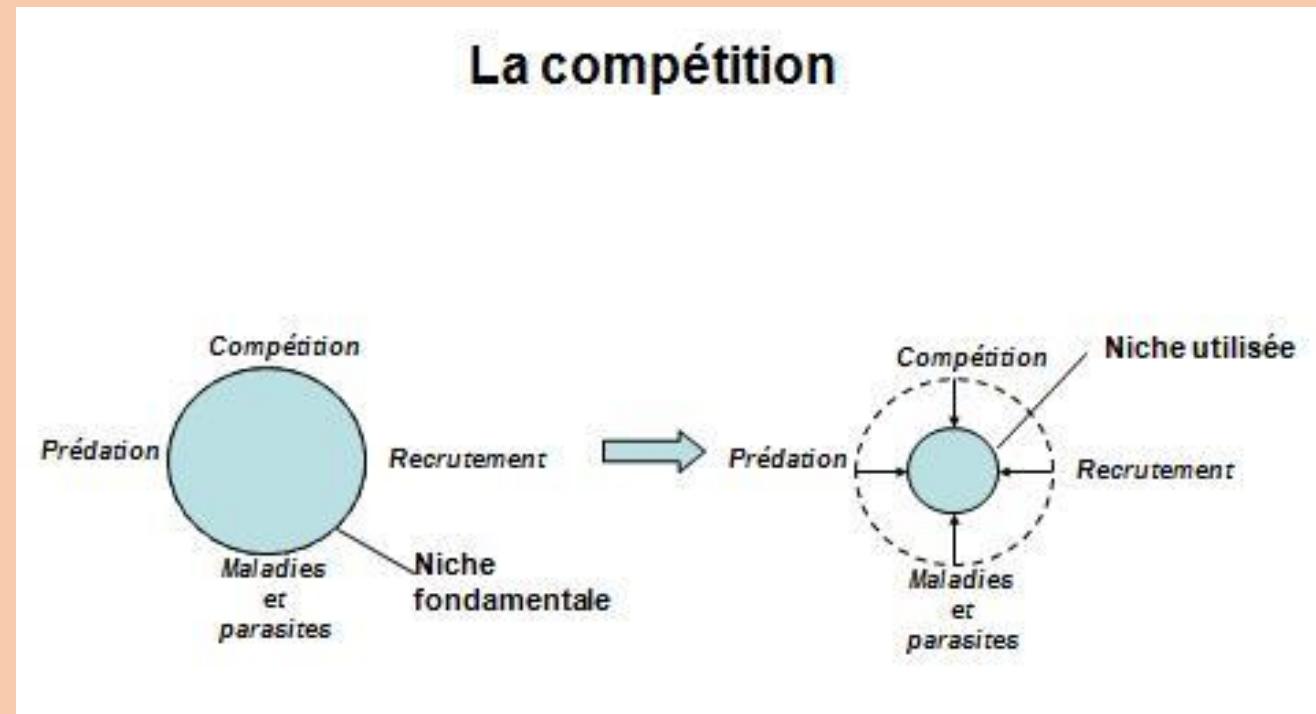 La compétition
Compétition
Prédation
Recrutement
Maladies
et
parasites
Niche
fondamentale
Compétition
Niche utilisée
Prédation
Recrutement
Maladies
et
parasites